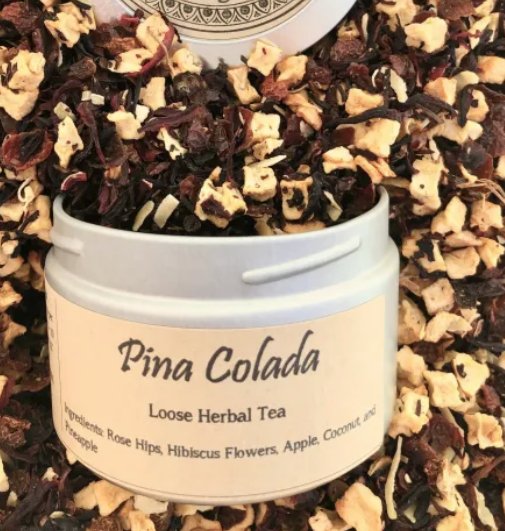 Pina Colada
Loose Herbal Tea
Ingredients: Rose Hips, Hibiscus Flowers, Apple, Coconut, and
Pineapple